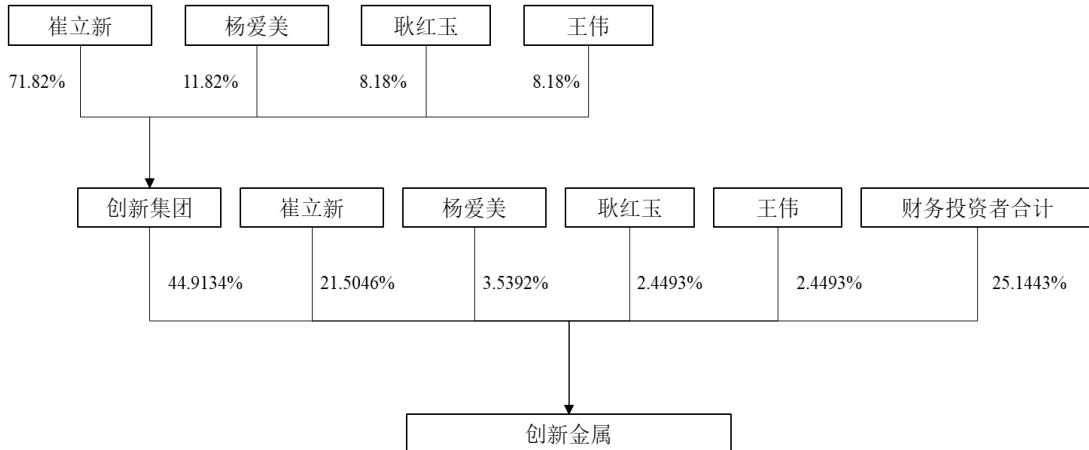 崔立新 杨爱美 耿红玉 王伟
71.82% 11.82% 8.18% 8.18%
创新集团 崔立新 杨爱美 耿红玉 王伟 财务投资者合计
44.9134% 21.5046% 3.5392% 2.4493% 2.4493% 25.1443%
创新金属